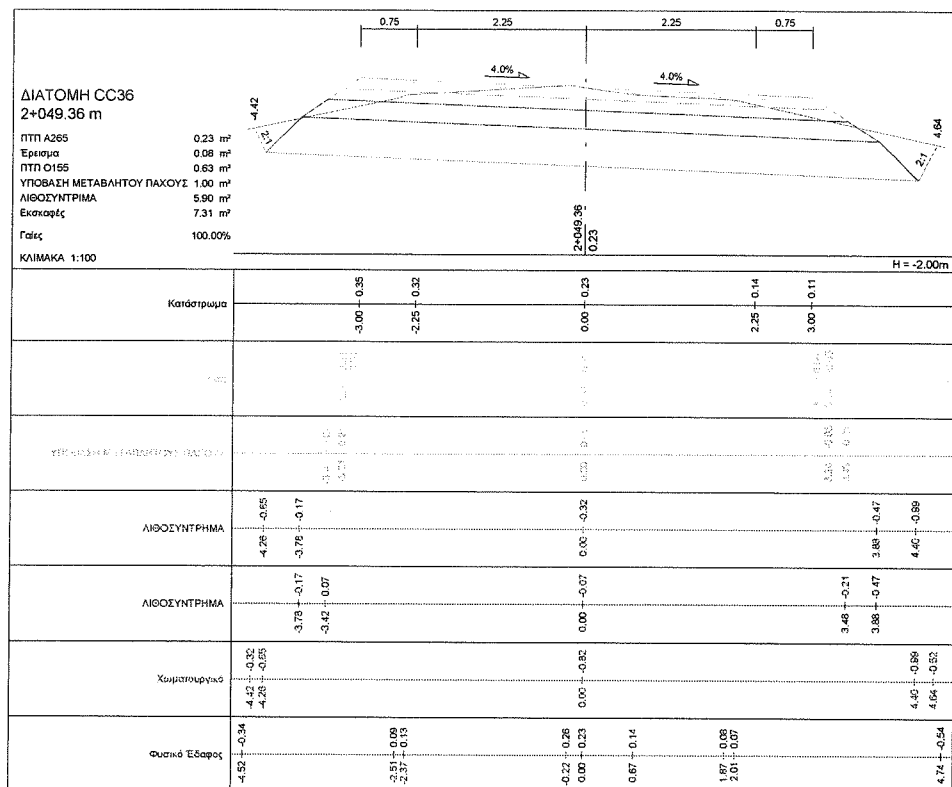 0.75 2.25 2.25 0.75
4.0% 4.0%
ΔΙΑΤΟΜΗ CC36
2+049.36 m
-4.42
4.64
2:1
2:1
ΠΤΠ Α265 0.23 m²
Έρεισμα 0.08 m²
ΠΤΠ Ο155 0.63 m²
ΥΠΟΒΑΣΗ ΜΕΤΑΒΛΗΤΟΥ ΠΑΧΟΥΣ 1.00 m²
ΛΙΘΟΣΥΝΤΡΙΜΑ 5.90 m²
Εκσκαφές 7.31 m²
Γαίες 100.00%
ΚΛΙΜΑΚΑ 1:100
2+049.36
0.23
H = -2.00m
Κατάστρωμα
-3.00 0.35
-2.25 0.32
0.00 0.23
2.25 0.14
3.00 0.11
ΛΙΘΟΣΥΝΤΡΗΜΑ
-4.26 -0.65
-3.78 -0.17
0.00 -0.32
3.88 -0.47
4.40 -0.99
ΛΙΘΟΣΥΝΤΡΗΜΑ
-3.78 -0.17
-3.42 0.07
0.00 -0.07
3.48 -0.21
3.88 -0.47
Χωματουργικό
-4.42 -0.32
-4.26 -0.65
0.00 -0.82
4.40 -0.99
4.64 -0.52
Φυσικό Έδαφος
-4.52 -0.34
-2.51 0.09
-2.37 0.13
-0.22 0.26
0.00 0.23
0.67 0.14
1.87 0.08
2.01 0.07
4.74 -0.54